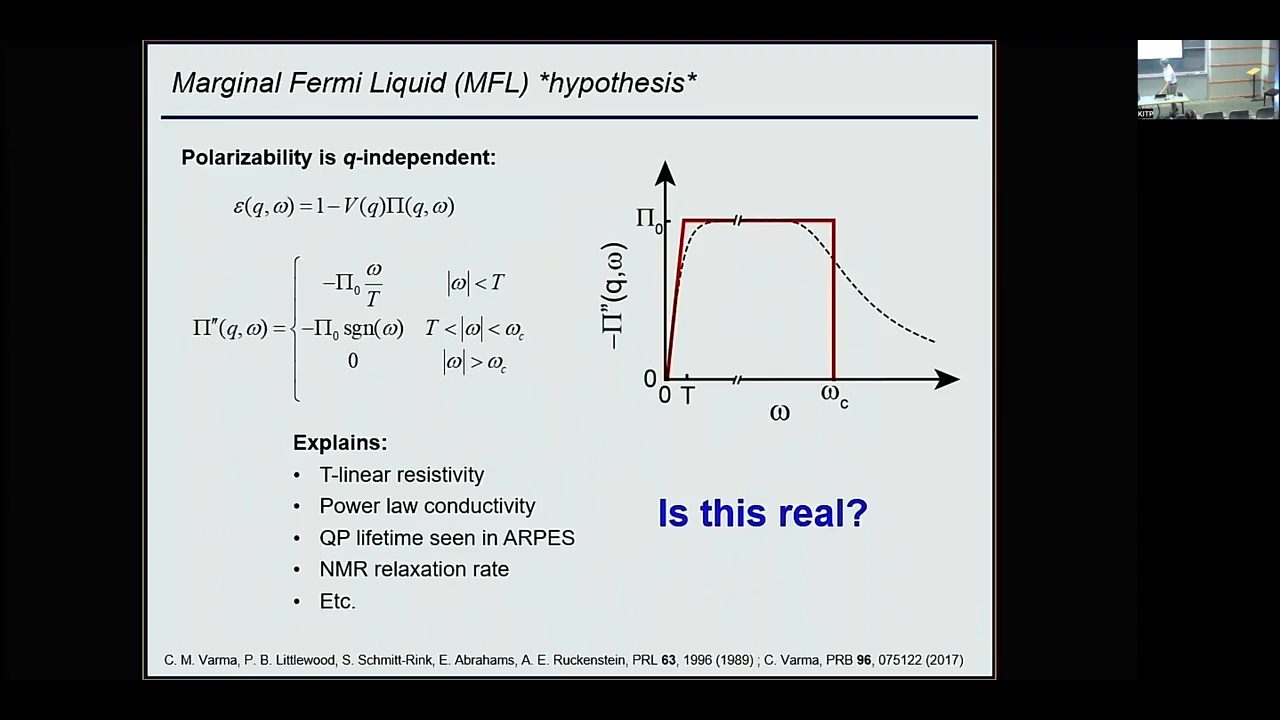 Marginal Fermi Liquid (MFL) *hypothesis*
Polarizability is q-independent:
ε(q,ω) = 1 − V(q)Π(q,ω)
Π″(q,ω) = { −Π₀ ω/T |ω| < T
−Π₀ sgn(ω) T < |ω| < ω_c
0 |ω| > ω_c
Π₀
−Π”(q,ω)
0
0 T
ω_c
ω
Explains:
• T-linear resistivity
• Power law conductivity
• QP lifetime seen in ARPES
• NMR relaxation rate
• Etc.
Is this real?
C. M. Varma, P. B. Littlewood, S. Schmitt-Rink, E. Abrahams, A. E. Ruckenstein, PRL 63, 1996 (1989) ; C. Varma, PRB 96, 075122 (2017)
KITP